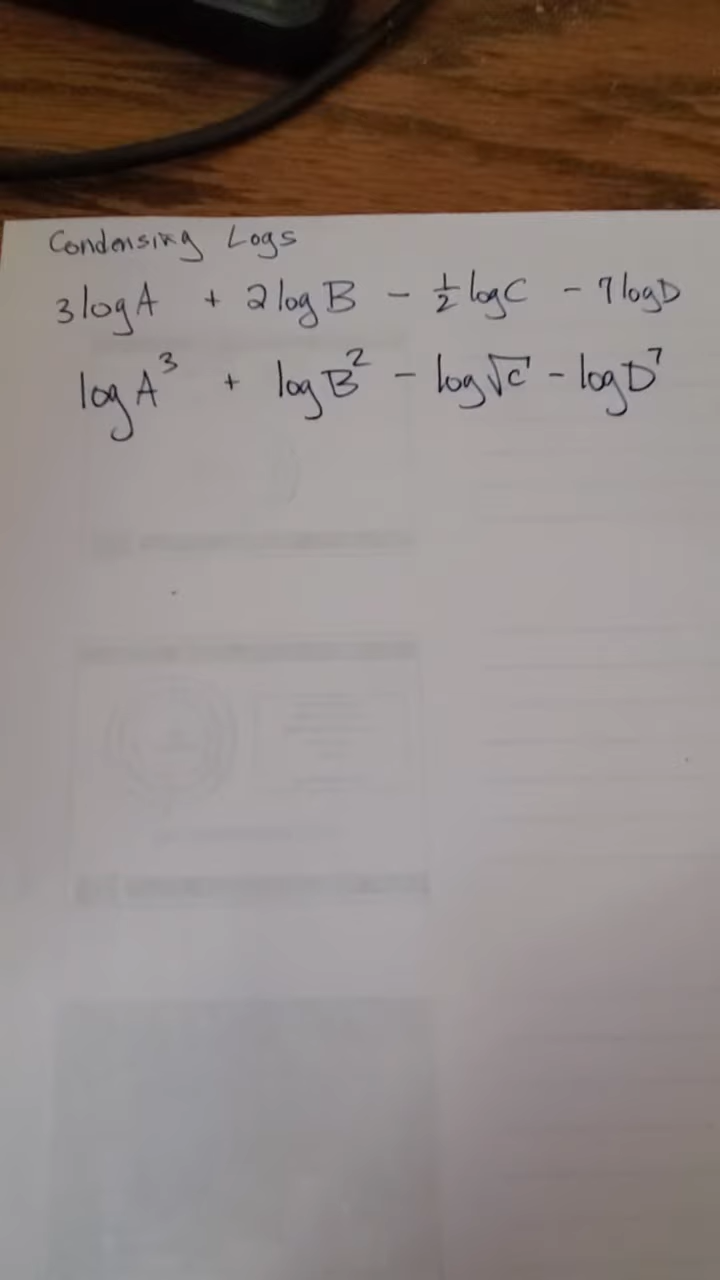 Condensing Logs
3 log A + 2 log B - ½ log C - 7 log D
log A³ + log B² - log √C - log D⁷